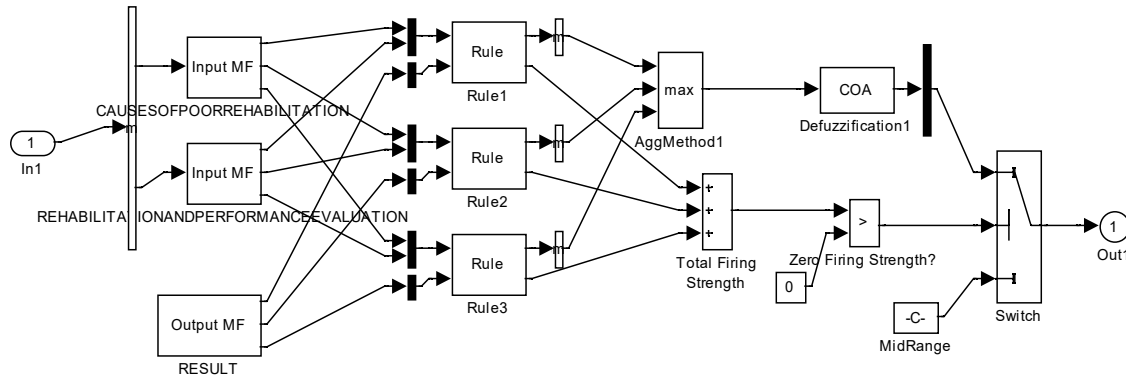 1
In1
m
Input MF
CAUSESOFPOORREHABILITATION
Input MF
REHABILITATIONANDPERFORMANCEEVALUATION
Output MF
RESULT
Rule
Rule1
m
Rule
Rule2
m
Rule
Rule3
m
max
AggMethod1
+
+
+
Total Firing
Strength
COA
Defuzzification1
>
Zero Firing Strength?
0
-C-
MidRange
Switch
1
Out1